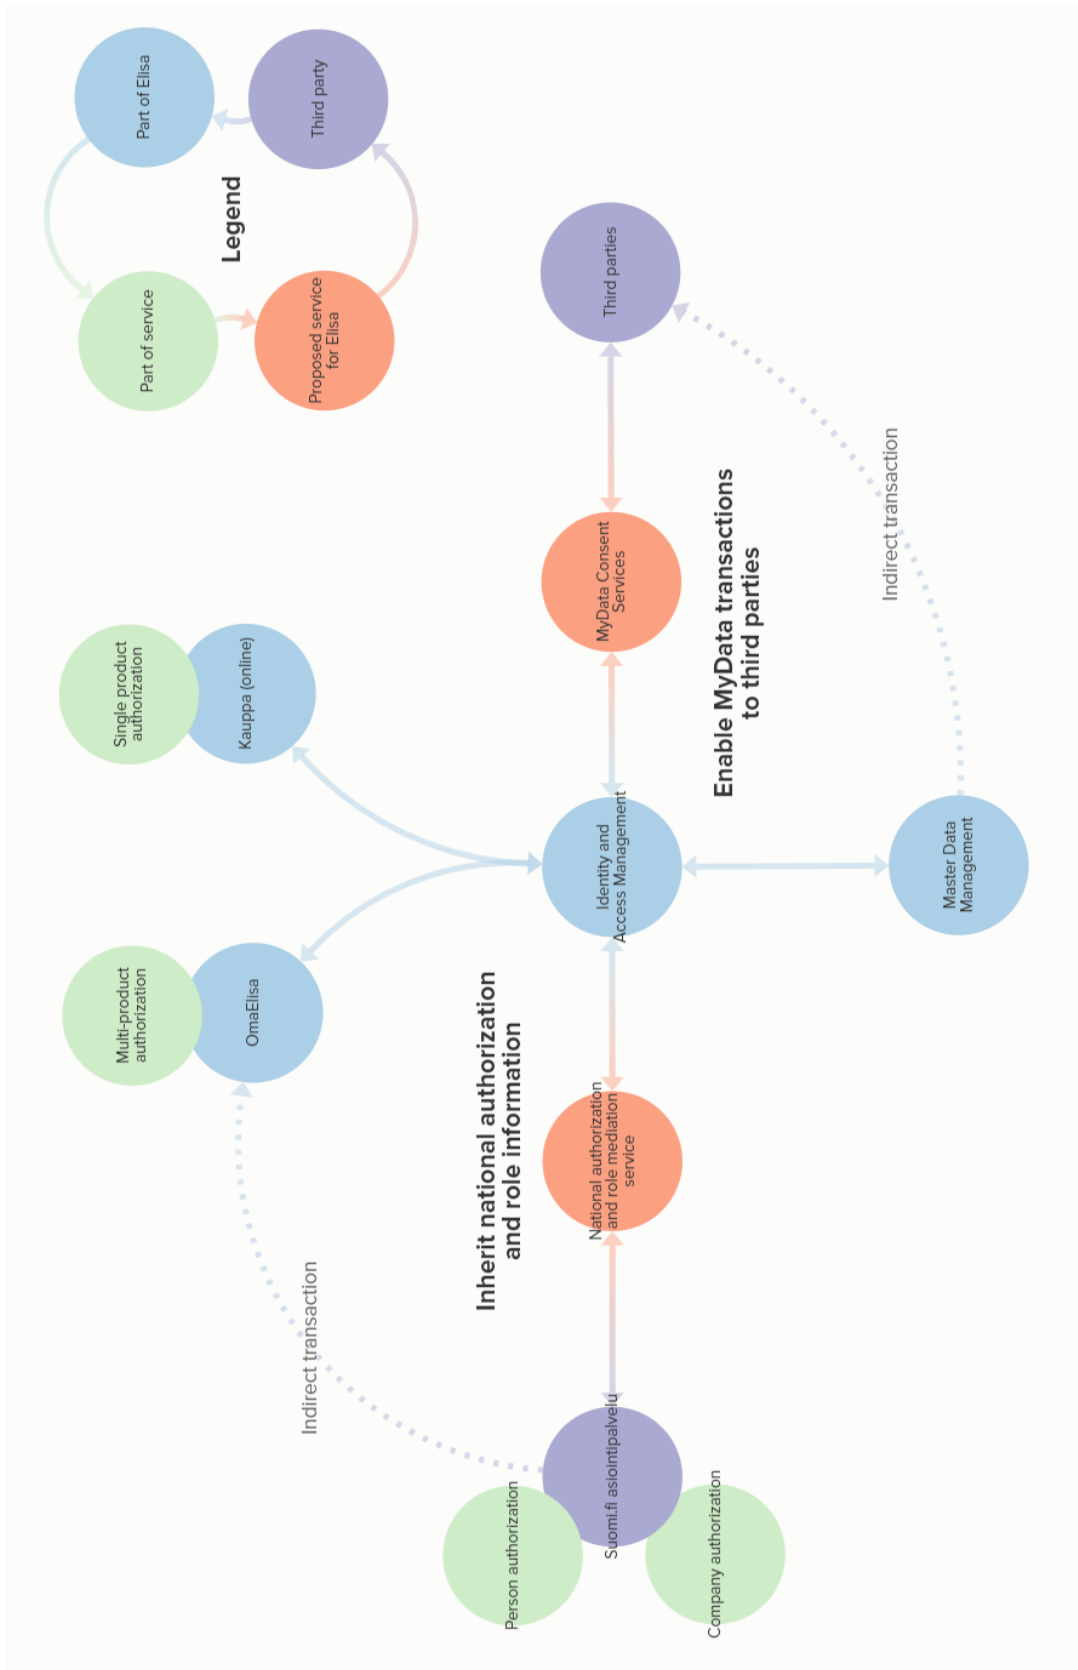 Multi-product
authorization
Single product
authorization
Part of service
Part of Elisa
OmaElisa
Kauppa (online)
Legend
Proposed service
for Elisa
Third party
Indirect transaction
Inherit national authorization
and role information
Person authorization
Suomi.fi asiointipalvelu
National authorization
and role mediation
service
Identity and
Access Management
MyData Consent
Services
Third parties
Company authorization
Enable MyData transactions
to third parties
Indirect transaction
Master Data
Management